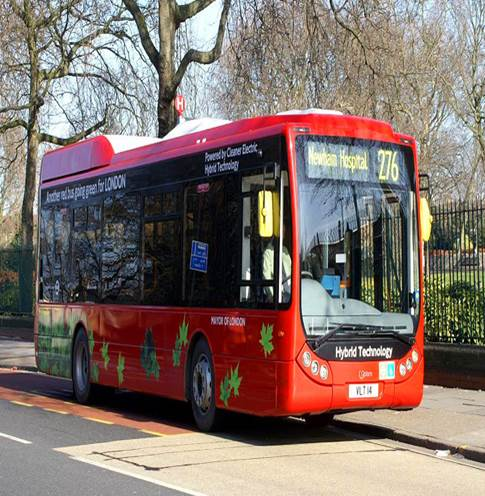 Newham Hospital 276
Another red bus going green for LONDON
Powered by Cleaner Electric
Hybrid Technology
MAYOR OF LONDON
Hybrid Technology
VLT 14